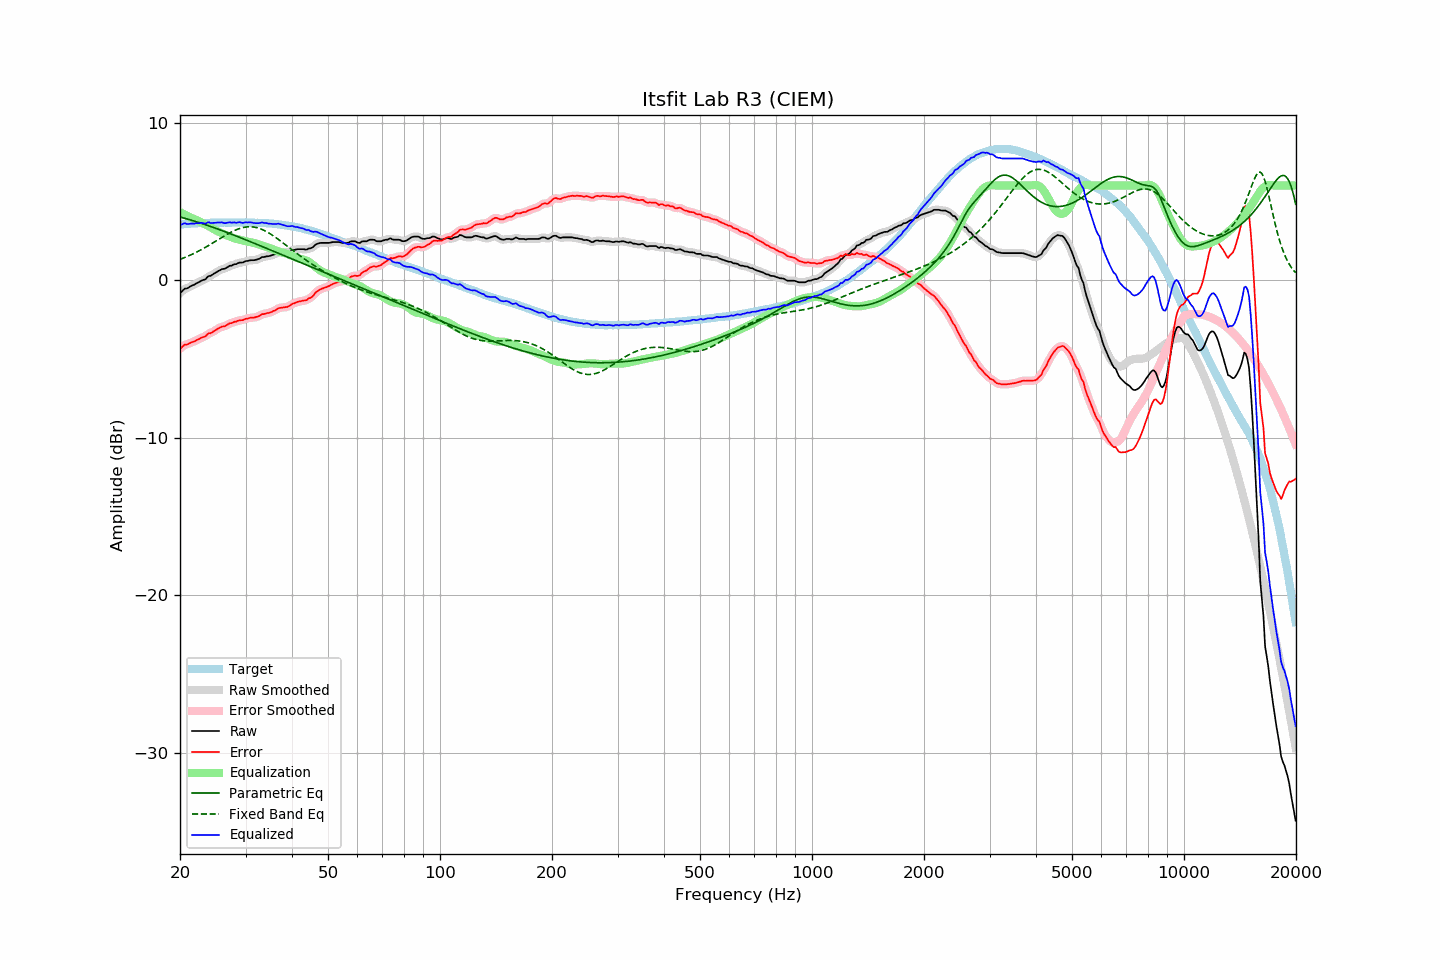 Itsfit Lab R3 (CIEM)
10
0
−10
−20
−30
Amplitude (dBr)
Target
Raw Smoothed
Error Smoothed
Raw
Error
Equalization
Parametric Eq
Fixed Band Eq
Equalized
20
50
100
200
500
1000
2000
5000
10000
20000
Frequency (Hz)